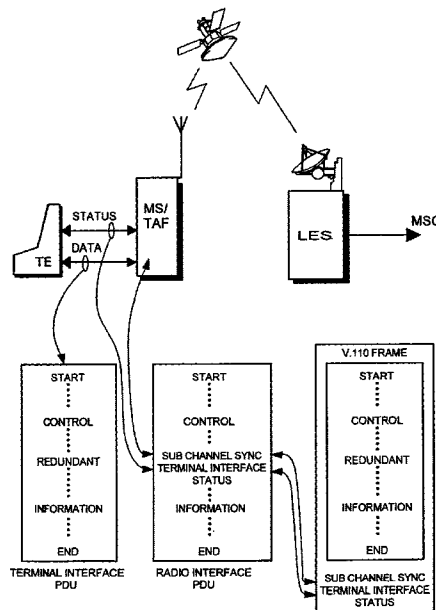 STATUS
MS/
TAF
DATA
TE
L.E.S.
MSC
START
CONTROL
REDUNDANT
INFORMATION
END
TERMINAL INTERFACE
PDU
START
CONTROL
SUB CHANNEL SYNC
TERMINAL INTERFACE
STATUS
INFORMATION
END
RADIO INTERFACE
PDU
V.110 FRAME
START
CONTROL
REDUNDANT
INFORMATION
END
SUB CHANNEL SYNC
TERMINAL INTERFACE
STATUS